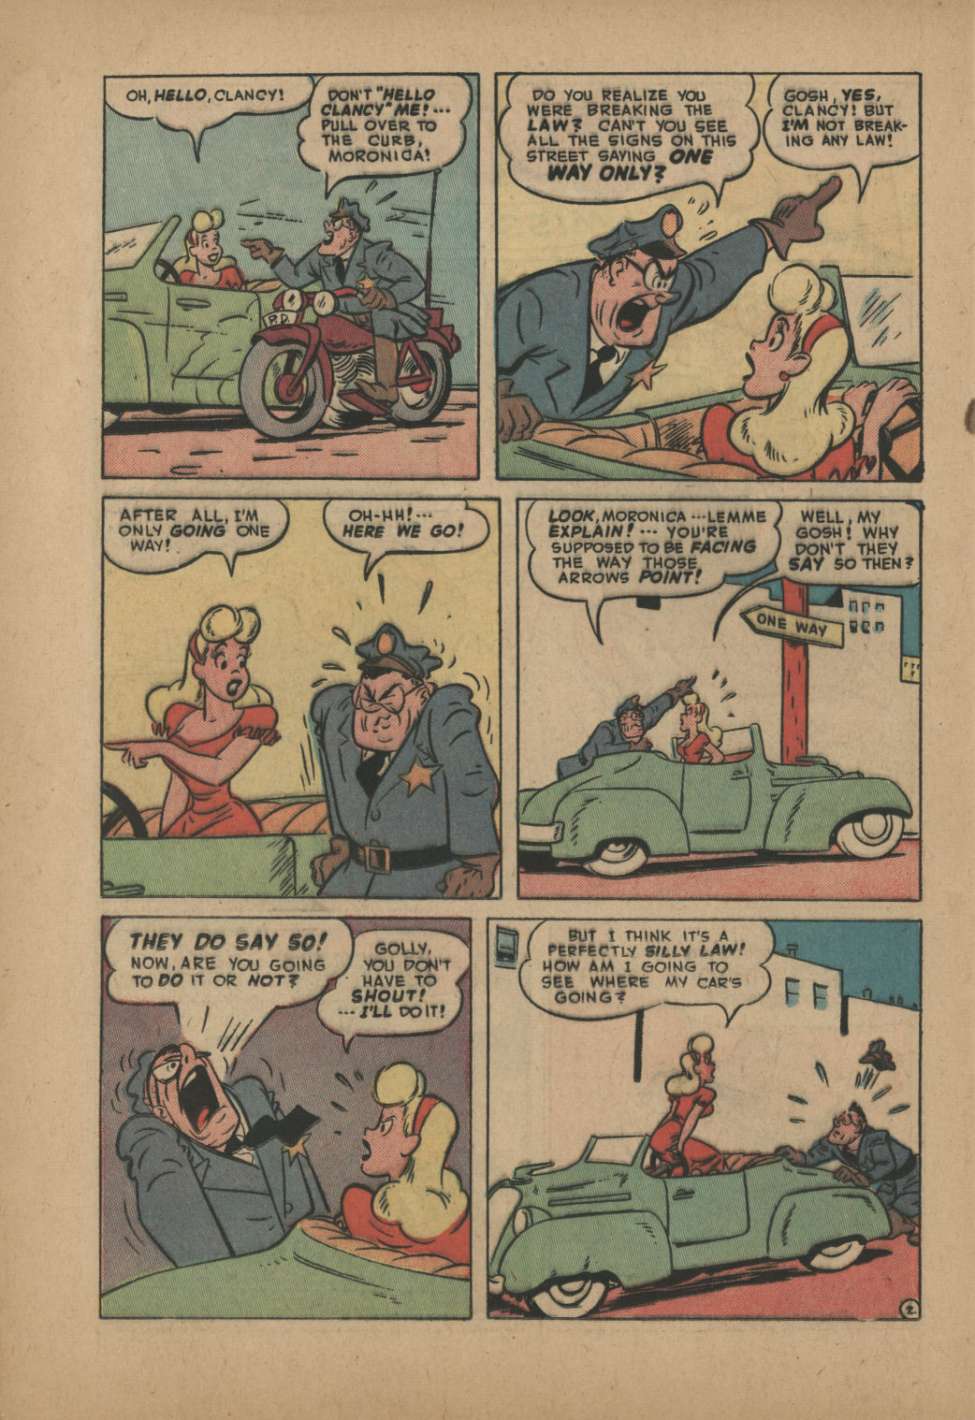 OH, HELLO, CLANCY!
DON'T "HELLO
CLANCY" ME! ...
PULL OVER TO
THE CURB,
MORONICA!
P.D.
DO YOU REALIZE YOU
WERE BREAKING THE
LAW? CAN'T YOU SEE
ALL THE SIGNS ON THIS
STREET SAYING ONE
WAY ONLY?
GOSH, YES,
CLANCY! BUT
I'M NOT BREAK-
ING ANY LAW!
AFTER ALL, I'M
ONLY GOING ONE
WAY!
OH-HH! ...
HERE WE GO!
LOOK, MORONICA ... LEMME
EXPLAIN! ... YOU'RE
SUPPOSED TO BE FACING
THE WAY THOSE
ARROWS POINT!
WELL, MY
GOSH! WHY
DON'T THEY
SAY SO THEN?
ONE WAY
THEY DO SAY SO!
NOW, ARE YOU GOING
TO DO IT OR NOT?
GOLLY,
YOU DON'T
HAVE TO
SHOUT!
... I'LL DO IT!
BUT I THINK IT'S A
PERFECTLY SILLY LAW!
HOW AM I GOING TO
SEE WHERE MY CAR'S
GOING?
2